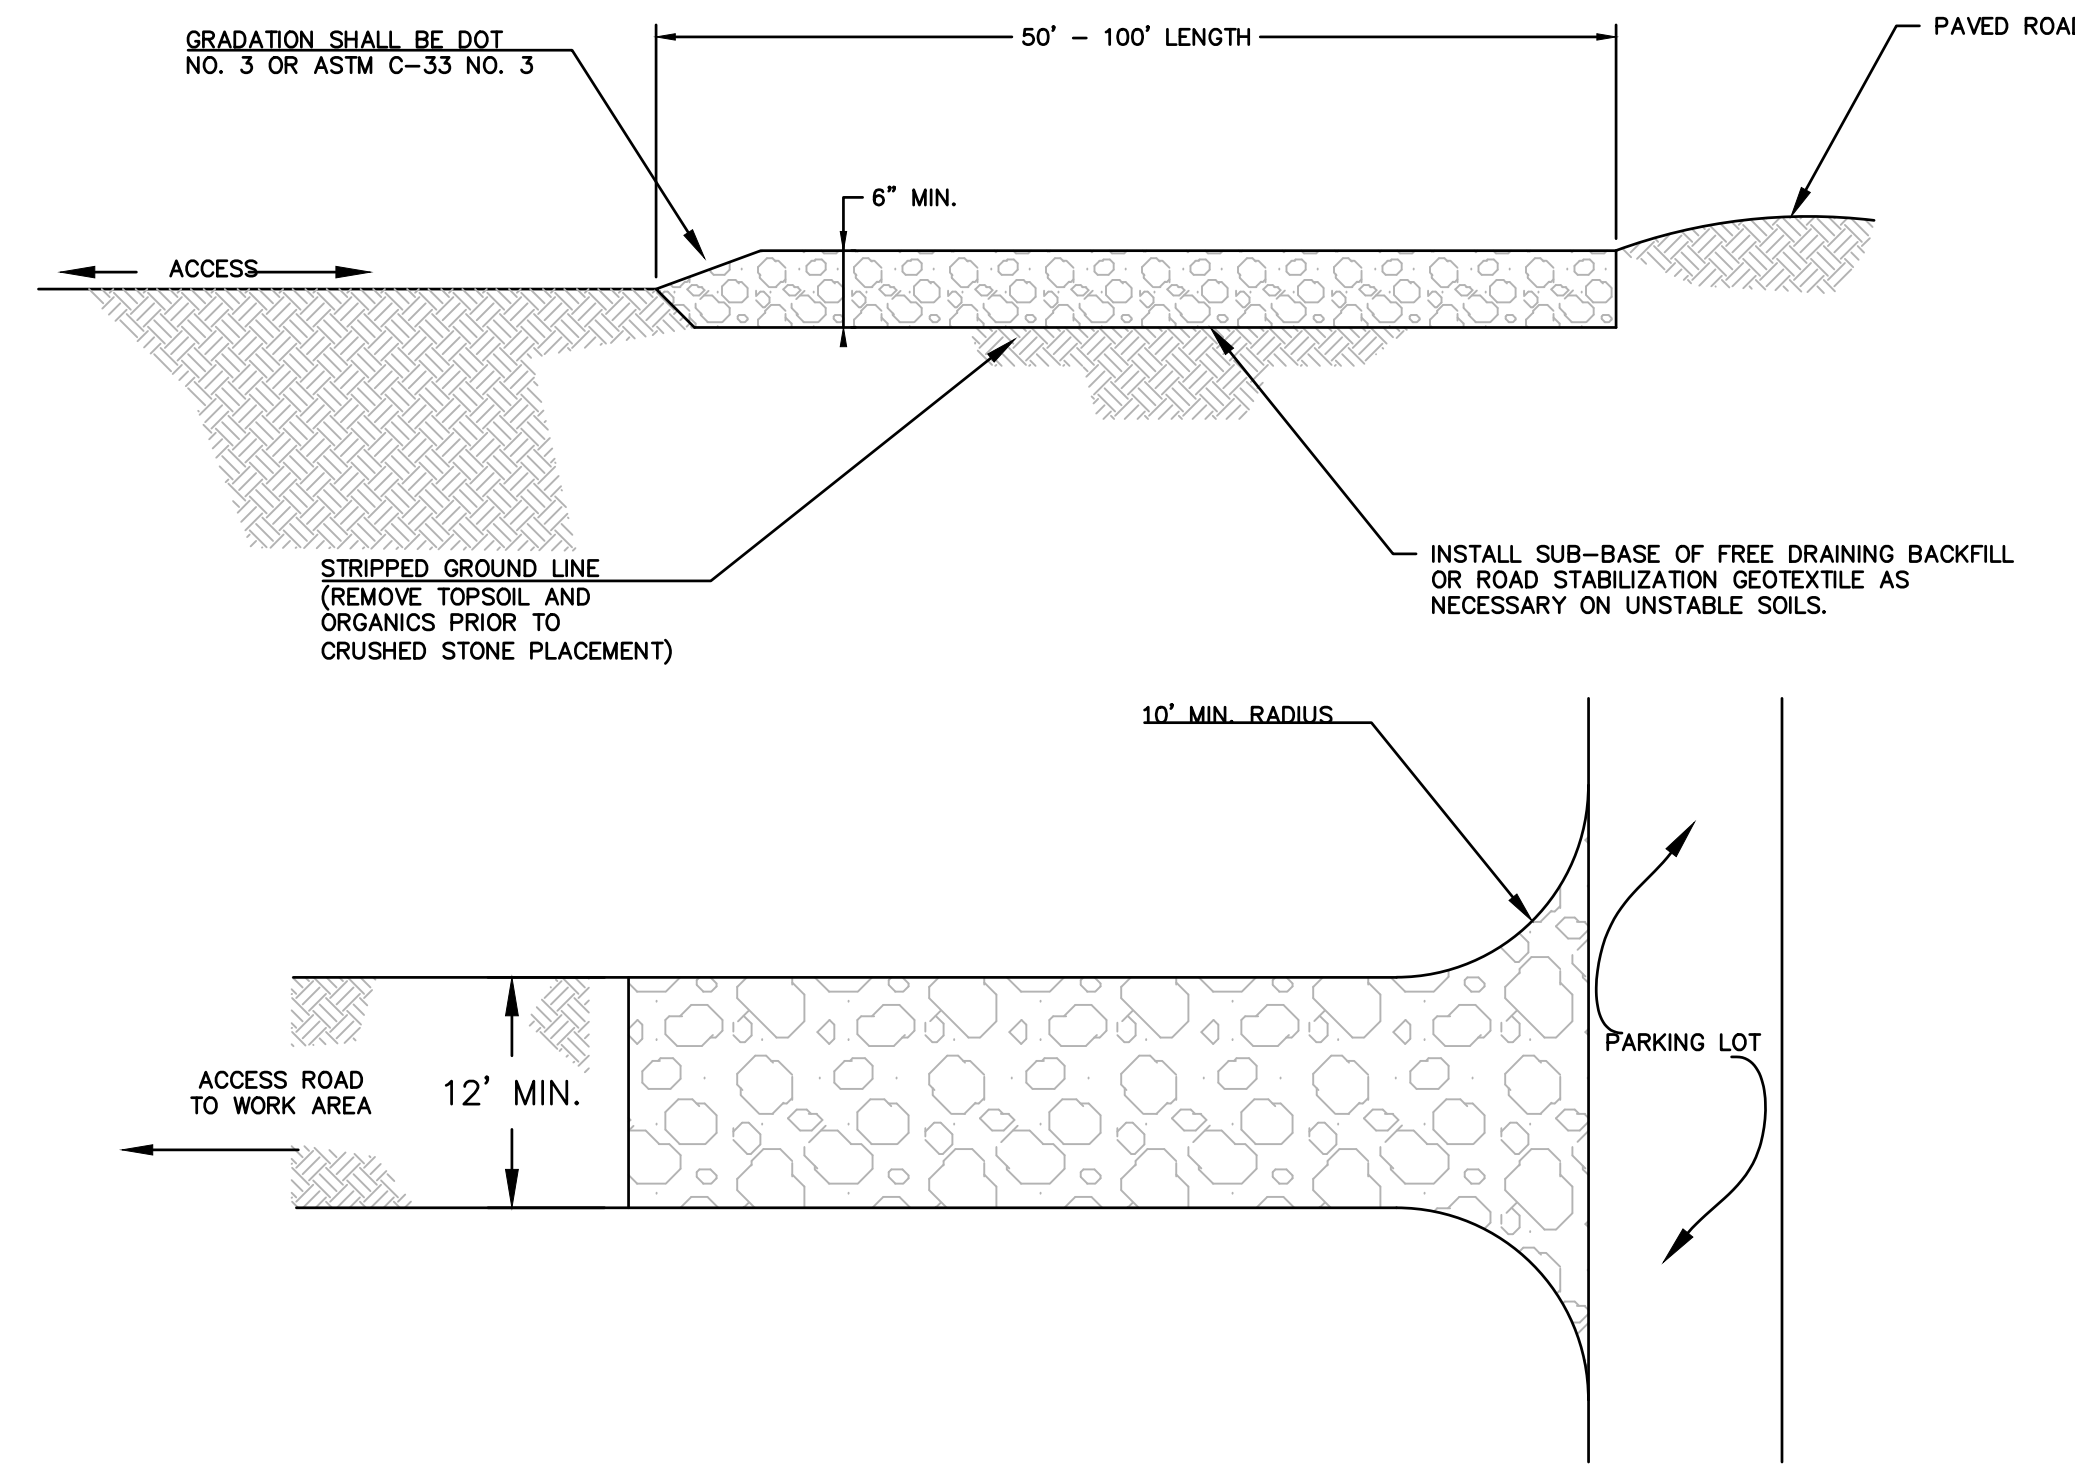 GRADATION SHALL BE DOT
NO. 3 OR ASTM C-33 NO. 3
50' - 100' LENGTH
PAVED ROAD
6" MIN.
ACCESS
STRIPPED GROUND LINE
(REMOVE TOPSOIL AND
ORGANICS PRIOR TO
CRUSHED STONE PLACEMENT)
INSTALL SUB-BASE OF FREE DRAINING BACKFILL
OR ROAD STABILIZATION GEOTEXTILE AS
NECESSARY ON UNSTABLE SOILS.
10' MIN. RADIUS
PARKING LOT
ACCESS ROAD
TO WORK AREA
12' MIN.